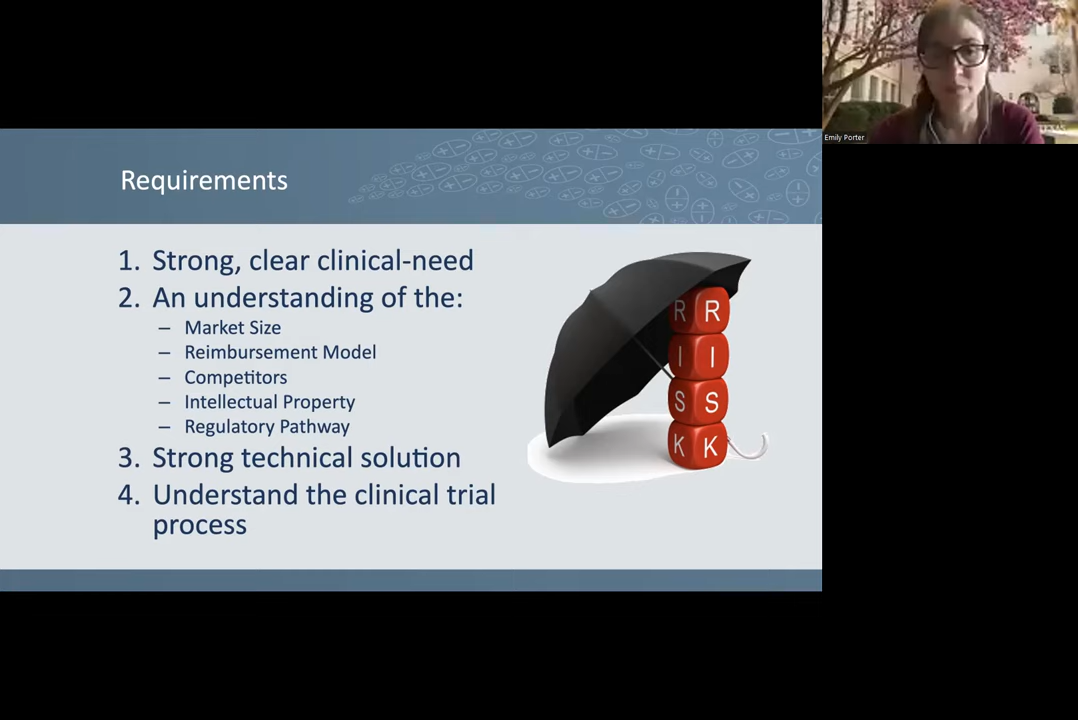 Emily Porter
Requirements
1. Strong, clear clinical-need
2. An understanding of the:
– Market Size
– Reimbursement Model
– Competitors
– Intellectual Property
– Regulatory Pathway
3. Strong technical solution
4. Understand the clinical trial
process
R R
I I
S S
K K